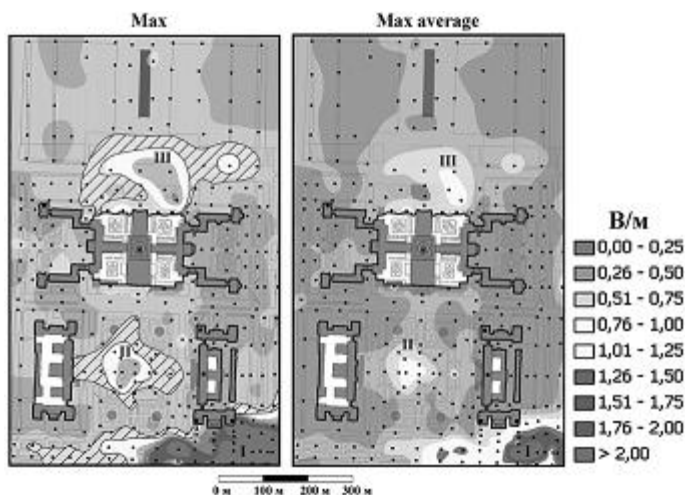 Max
Max average
III
III
II
II
I
I
В/м
0,00 - 0,25
0,26 - 0,50
0,51 - 0,75
0,76 - 1,00
1,01 - 1,25
1,26 - 1,50
1,51 - 1,75
1,76 - 2,00
> 2,00
0 м 100 м 200 м 300 м